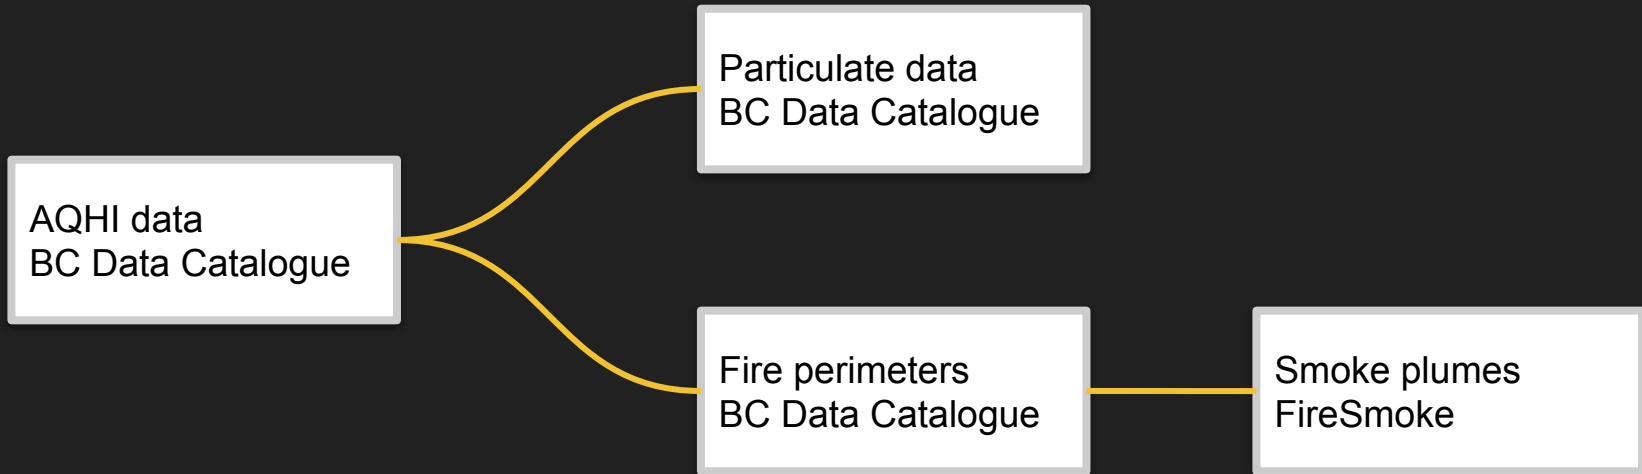 AQHI data
BC Data Catalogue
Particulate data
BC Data Catalogue
Fire perimeters
BC Data Catalogue
Smoke plumes
FireSmoke